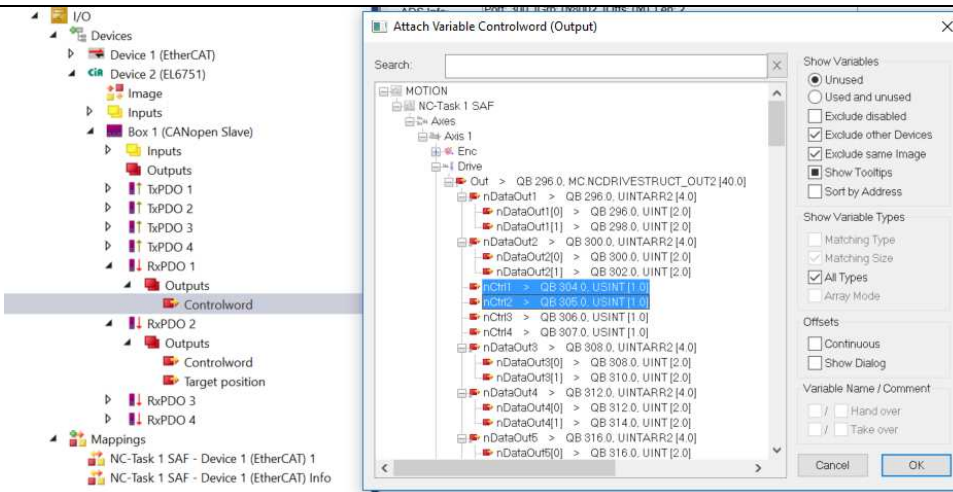 I/O
Devices
Device 1 (EtherCAT)
CiA Device 2 (EL6751)
Image
Inputs
Box 1 (CANopen Slave)
Inputs
Outputs
TxPDO 1
TxPDO 2
TxPDO 3
TxPDO 4
RxPDO 1
Outputs
Controlword
RxPDO 2
Outputs
Controlword
Target position
RxPDO 3
RxPDO 4
Mappings
NC-Task 1 SAF - Device 1 (EtherCAT) 1
NC-Task 1 SAF - Device 1 (EtherCAT) Info
Attach Variable Controlword (Output)
Search:
MOTION
NC-Task 1 SAF
Axes
Axis 1
Enc
Drive
Out > QB 296.0, MC.NCDRIVESTRUCT_OUT2 [40.0]
nDataOut1 > QB 296.0, UINTARR2 [4.0]
nDataOut1[0] > QB 296.0, UINT [2.0]
nDataOut1[1] > QB 298.0, UINT [2.0]
nDataOut2 > QB 300.0, UINTARR2 [4.0]
nDataOut2[0] > QB 300.0, UINT [2.0]
nDataOut2[1] > QB 302.0, UINT [2.0]
nCtrl1 > QB 304.0, USINT [1.0]
nCtrl2 > QB 305.0, USINT [1.0]
nCtrl3 > QB 306.0, USINT [1.0]
nCtrl4 > QB 307.0, USINT [1.0]
nDataOut3 > QB 308.0, UINTARR2 [4.0]
nDataOut3[0] > QB 308.0, UINT [2.0]
nDataOut3[1] > QB 310.0, UINT [2.0]
nDataOut4 > QB 312.0, UINTARR2 [4.0]
nDataOut4[0] > QB 312.0, UINT [2.0]
nDataOut4[1] > QB 314.0, UINT [2.0]
nDataOut5 > QB 316.0, UINTARR2 [4.0]
nDataOut5[0] > QB 316.0, UINT [2.0]
Show Variables
Unused
Used and unused
Exclude disabled
Exclude other Devices
Exclude same Image
Show Tooltips
Sort by Address
Show Variable Types
Matching Type
Matching Size
All Types
Array Mode
Offsets
Continuous
Show Dialog
Variable Name / Comment
/ Hand over
/ Take over
Cancel
OK